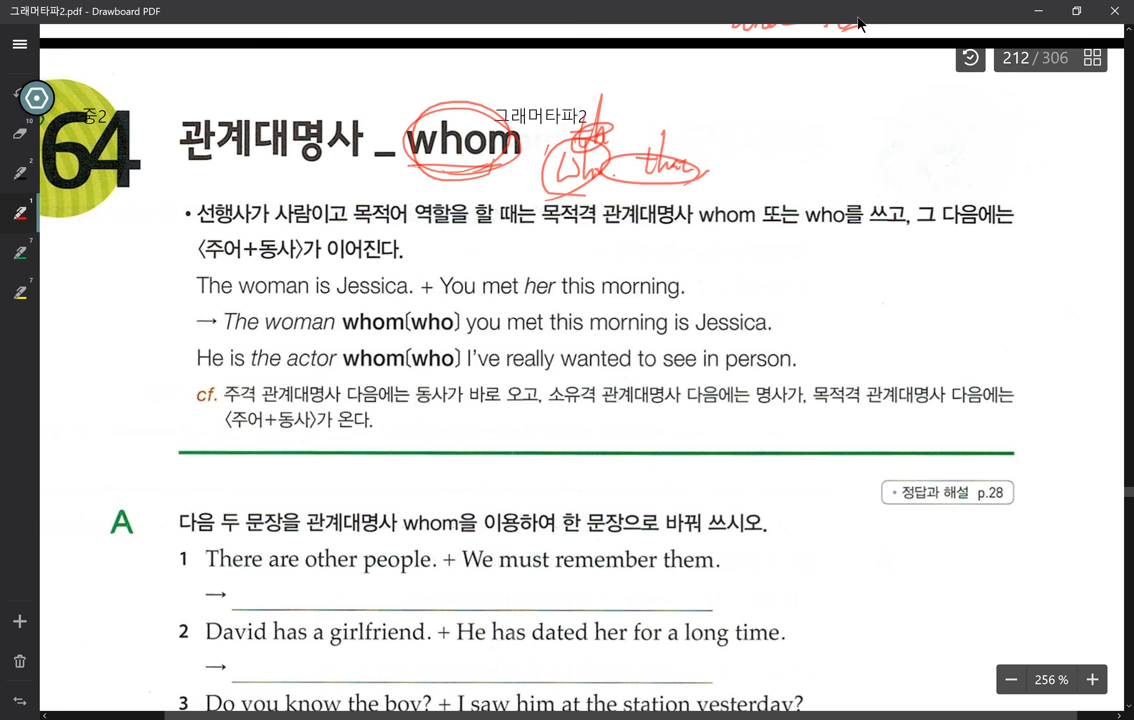 그래머타파2.pdf - Drawboard PDF
212 / 306
중2
그래머타파2
64 관계대명사 _ whom
who that
• 선행사가 사람이고 목적어 역할을 할 때는 목적격 관계대명사 whom 또는 who를 쓰고, 그 다음에는
〈주어+동사〉가 이어진다.
The woman is Jessica. + You met her this morning.
→ The woman whom(who) you met this morning is Jessica.
He is the actor whom(who) I've really wanted to see in person.
cf. 주격 관계대명사 다음에는 동사가 바로 오고, 소유격 관계대명사 다음에는 명사가, 목적격 관계대명사 다음에는
〈주어+동사〉가 온다.
• 정답과 해설 p.28
A 다음 두 문장을 관계대명사 whom을 이용하여 한 문장으로 바꿔 쓰시오.
1 There are other people. + We must remember them.
→
2 David has a girlfriend. + He has dated her for a long time.
→
3 Do you know the boy? + I saw him at the station yesterday?
10
2
1
7
7
256 %